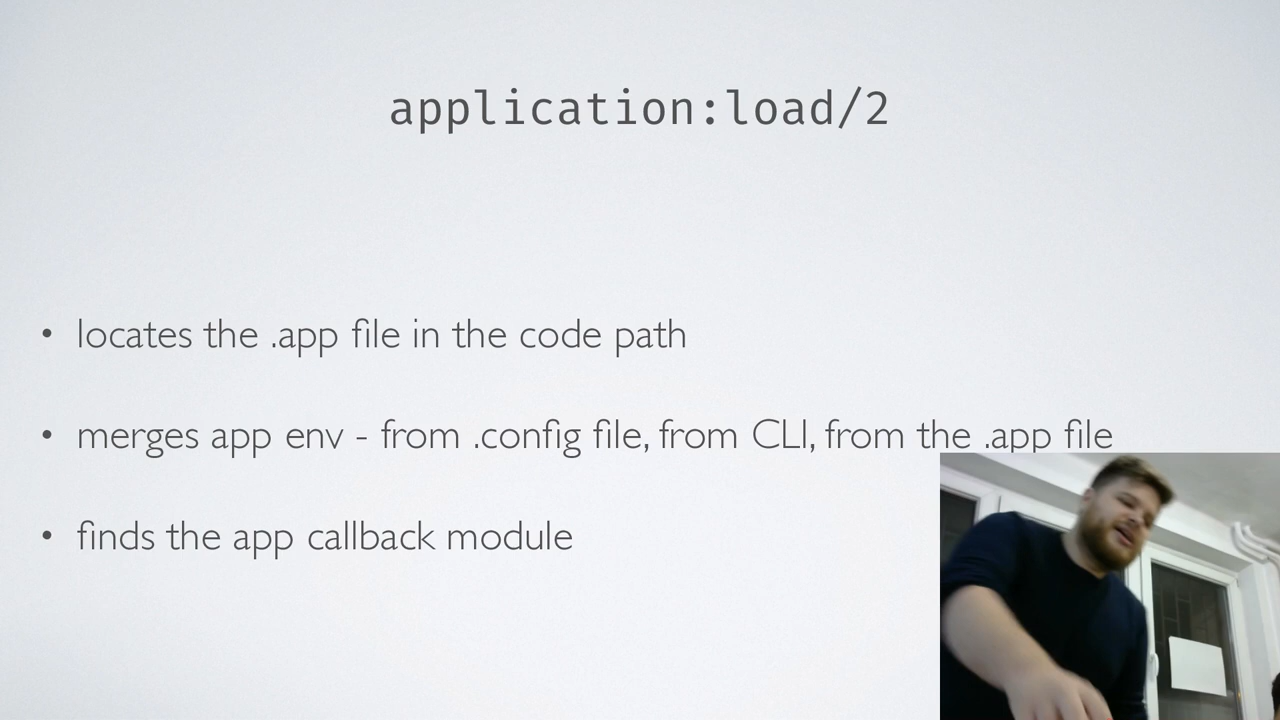 application:load/2
• locates the .app file in the code path
• merges app env - from .config file, from CLI, from the .app file
• finds the app callback module